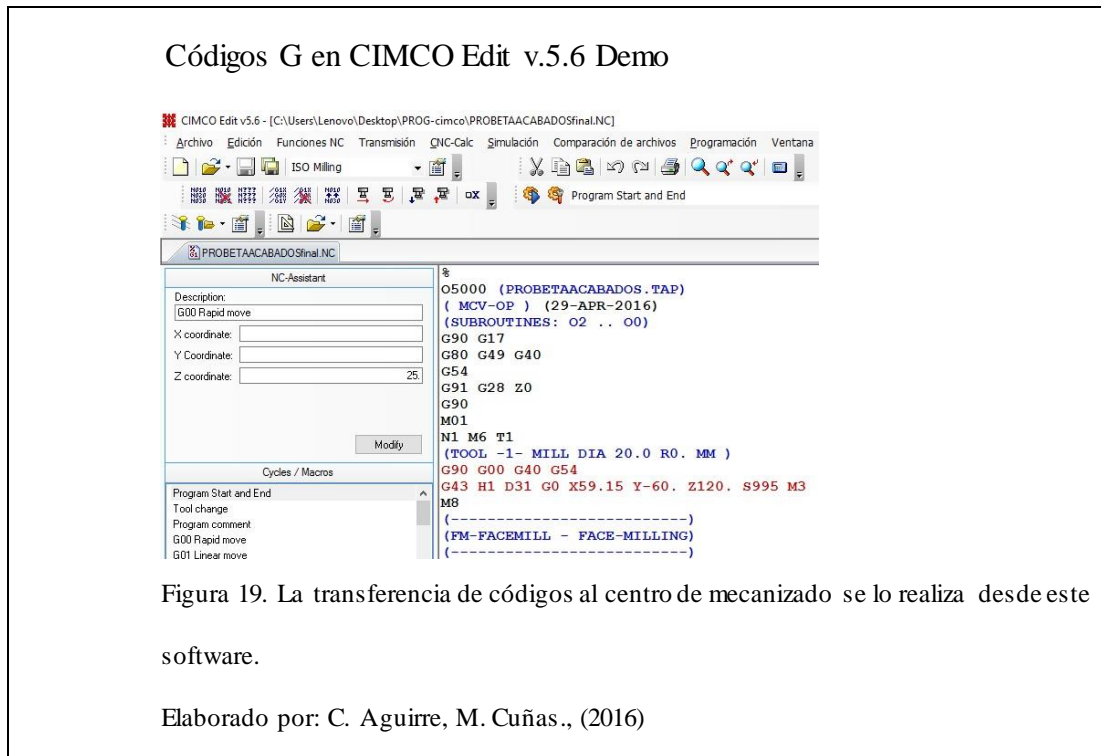 Códigos G en CIMCO Edit v.5.6 Demo
CIMCO Edit v5.6 - [C:\Users\Lenovo\Desktop\PROG-cimco\PROBETAACABADOSfinal.NC]
Archivo Edición Funciones NC Transmisión CNC-Calc Simulación Comparación de archivos Programación Ventana
ISO Milling
Program Start and End
PROBETAACABADOSfinal.NC
NC-Assistant
Description:
G00 Rapid move
X coordinate:
Y Coordinate:
Z coordinate: 25.
Modify
Cycles / Macros
Program Start and End
Tool change
Program comment
G00 Rapid move
G01 Linear move
%
O5000 (PROBETAACABADOS.TAP)
( MCV-OP ) (29-APR-2016)
(SUBROUTINES: O2 .. O0)
G90 G17
G80 G49 G40
G54
G91 G28 Z0
G90
M01
N1 M6 T1
(TOOL -1- MILL DIA 20.0 R0. MM )
G90 G00 G40 G54
G43 H1 D31 G0 X59.15 Y-60. Z120. S995 M3
M8
(--------------------------)
(FM-FACEMILL - FACE-MILLING)
(--------------------------)
Figura 19. La transferencia de códigos al centro de mecanizado se lo realiza desde este
software.
Elaborado por: C. Aguirre, M. Cuñas., (2016)